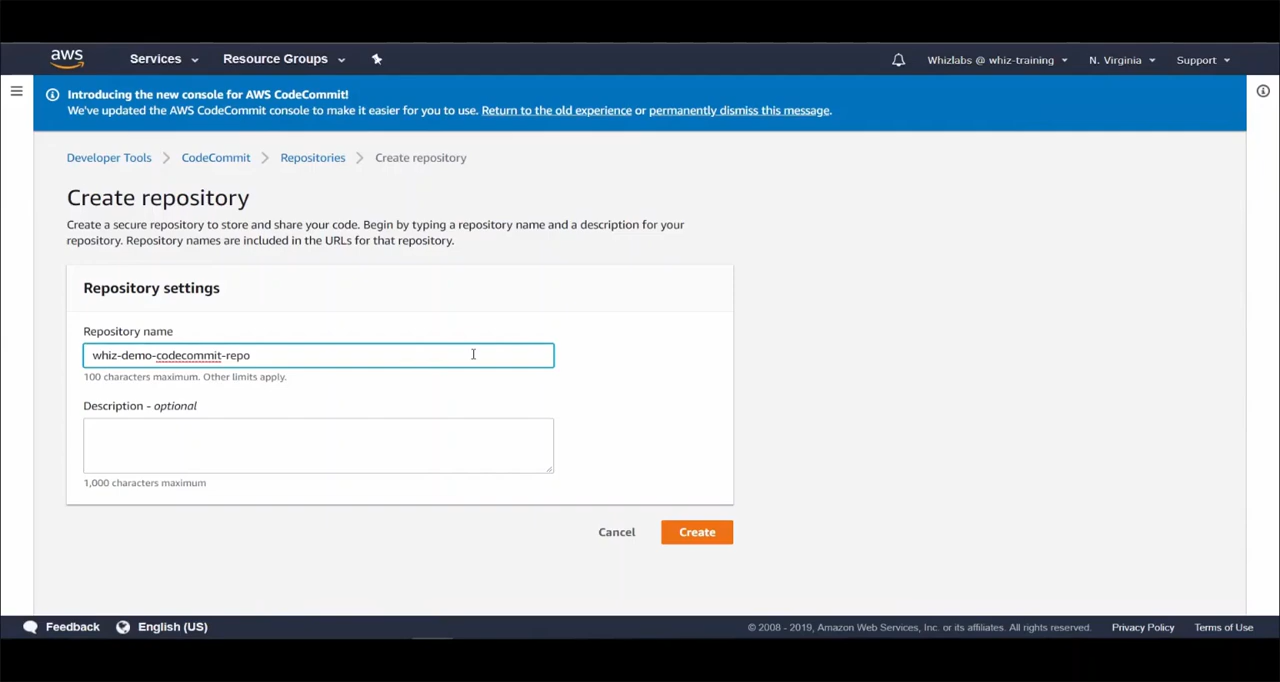 aws Services Resource Groups Whizlabs @ whiz-training N. Virginia Support
Introducing the new console for AWS CodeCommit!
We've updated the AWS CodeCommit console to make it easier for you to use. Return to the old experience or permanently dismiss this message.
Developer Tools > CodeCommit > Repositories > Create repository
Create repository
Create a secure repository to store and share your code. Begin by typing a repository name and a description for your
repository. Repository names are included in the URLs for that repository.
Repository settings
Repository name
whiz-demo-codecommit-repo
100 characters maximum. Other limits apply.
Description - optional
1,000 characters maximum
Cancel Create
Feedback English (US) © 2008 - 2019, Amazon Web Services, Inc. or its affiliates. All rights reserved. Privacy Policy Terms of Use